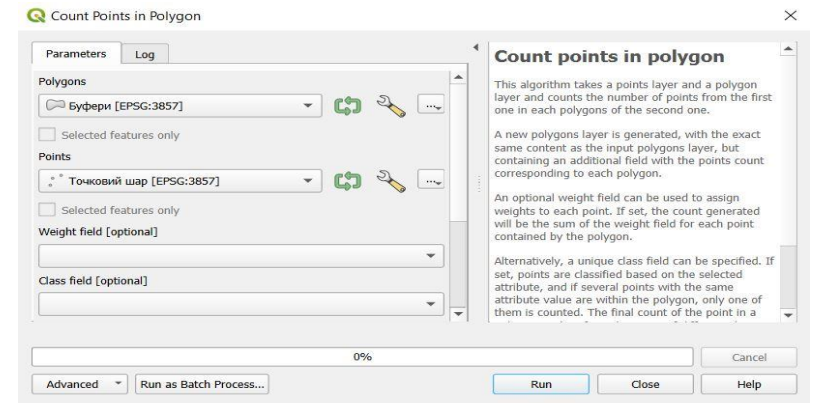 Count Points in Polygon
Parameters
Log
Polygons
Буфери [EPSG:3857]
...
Selected features only
Points
Точковий шар [EPSG:3857]
...
Selected features only
Weight field [optional]
Class field [optional]
Count points in polygon
This algorithm takes a points layer and a polygon
layer and counts the number of points from the first
one in each polygons of the second one.
A new polygons layer is generated, with the exact
same content as the input polygons layer, but
containing an additional field with the points count
corresponding to each polygon.
An optional weight field can be used to assign
weights to each point. If set, the count generated
will be the sum of the weight field for each point
contained by the polygon.
Alternatively, a unique class field can be specified. If
set, points are classified based on the selected
attribute, and if several points with the same
attribute value are within the polygon, only one of
them is counted. The final count of the point in a
0%
Cancel
Advanced
Run as Batch Process...
Run
Close
Help